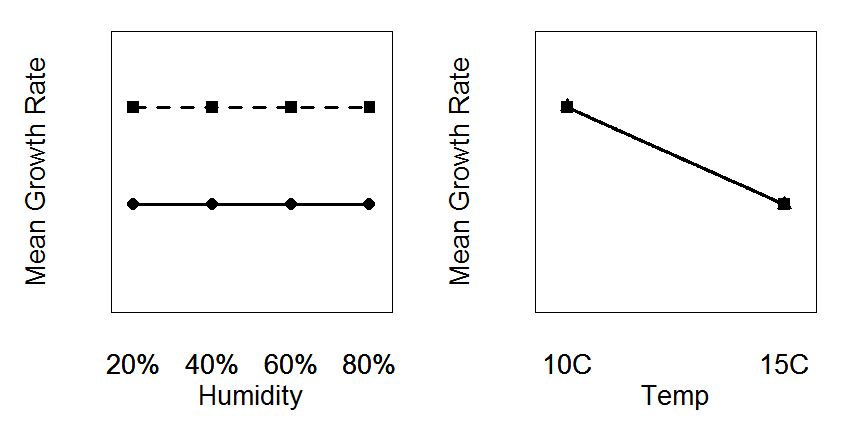 Mean Growth Rate
20% 40% 60% 80%
Humidity
Mean Growth Rate
10C 15C
Temp